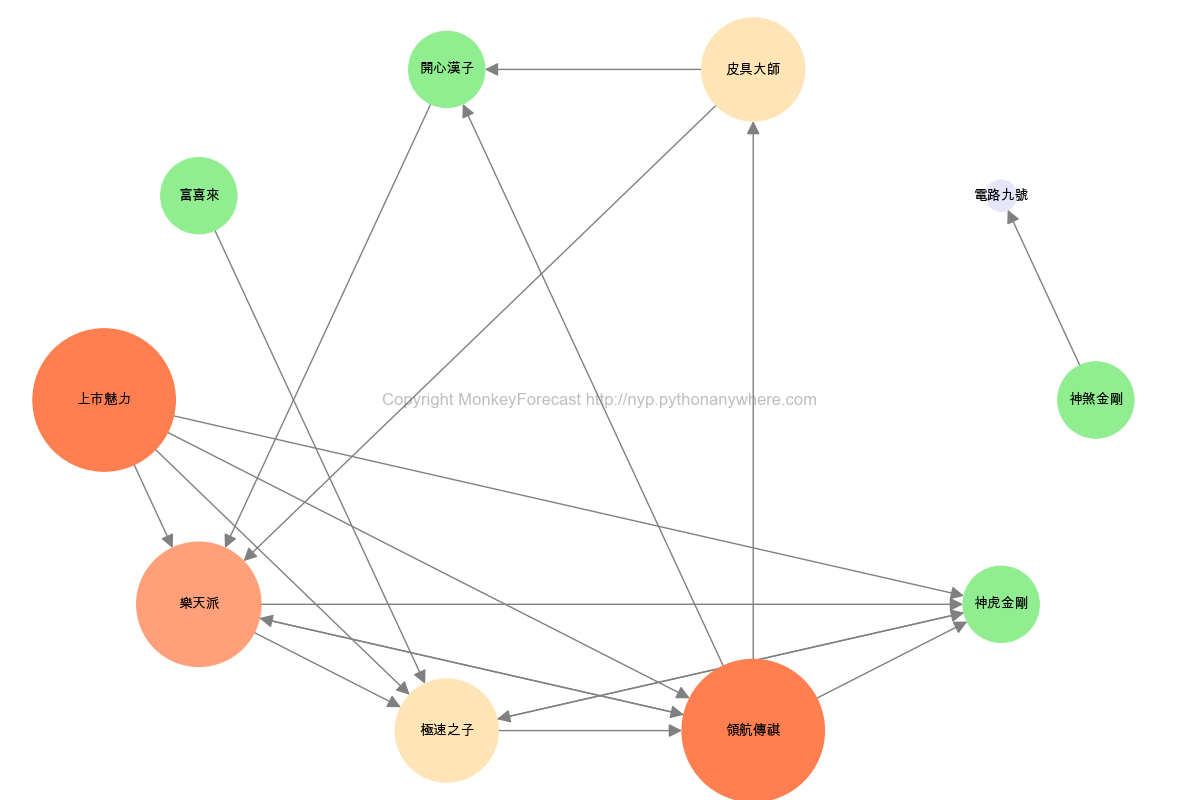 開心漢子
皮具大師
富喜來
電路九號
上市魅力
Copyright MonkeyForecast http://nyp.pythonanywhere.com
神煞金剛
樂天派
神虎金剛
極速之子
領航傳祺